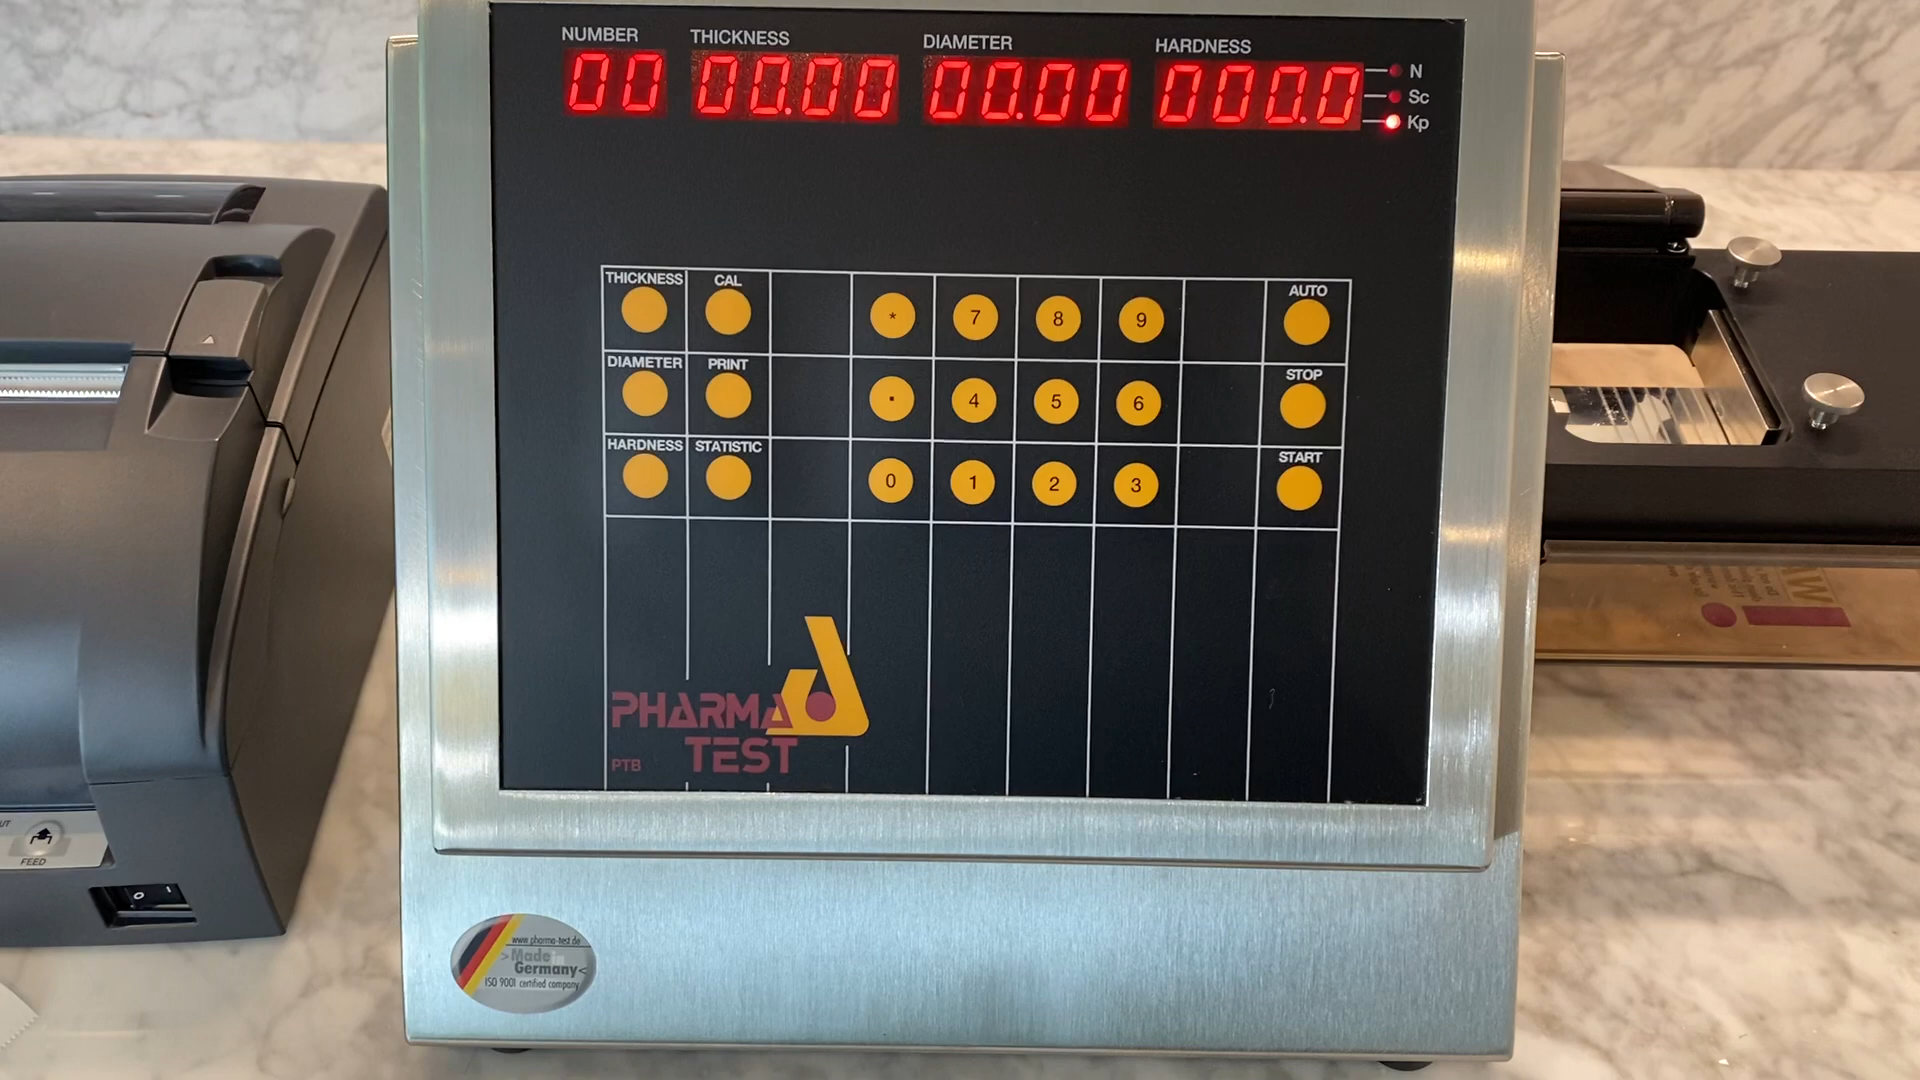 NUMBER THICKNESS DIAMETER HARDNESS
00 00.00 00.00 000.0
N
Sc
Kp
THICKNESS CAL AUTO
* 7 8 9
DIAMETER PRINT STOP
. 4 5 6
HARDNESS STATISTIC START
0 1 2 3
PHARMA
TEST
PTB
FEED
www.pharma-test.de
>Made in
Germany<
ISO 9001 certified company